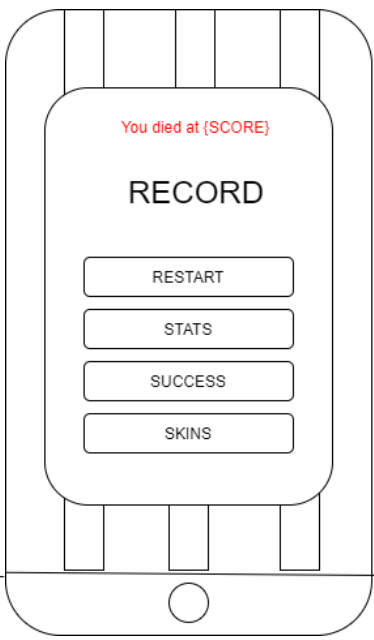 You died at {SCORE}
RECORD
RESTART
STATS
SUCCESS
SKINS